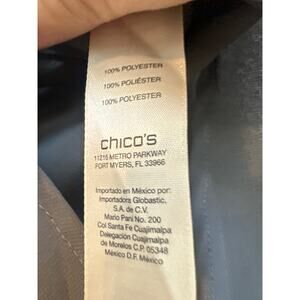 100% POLYESTER
100% POLIÉSTER
100% POLYESTER
chico's
11215 METRO PARKWAY
FORT MYERS, FL 33966
Importado en México por:
Importadora Globastic,
S.A. de C.V.
Mario Pani No. 200
Col Santa Fe Cuajimalpa
Delegación Cuajimalpa
de Morelos C.P. 05348
México D.F. México